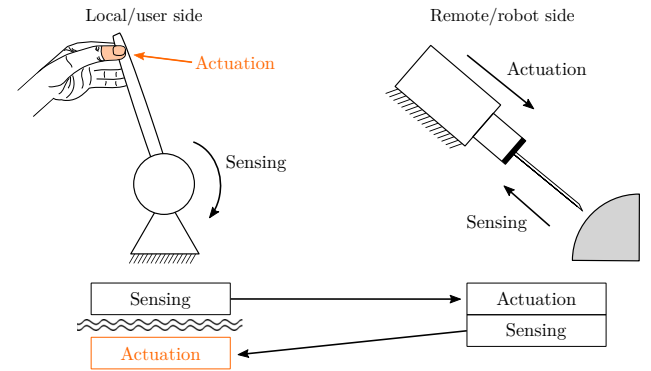 Local/user side
Remote/robot side
Actuation
Actuation
Sensing
Sensing
Sensing
Actuation
Sensing
Actuation